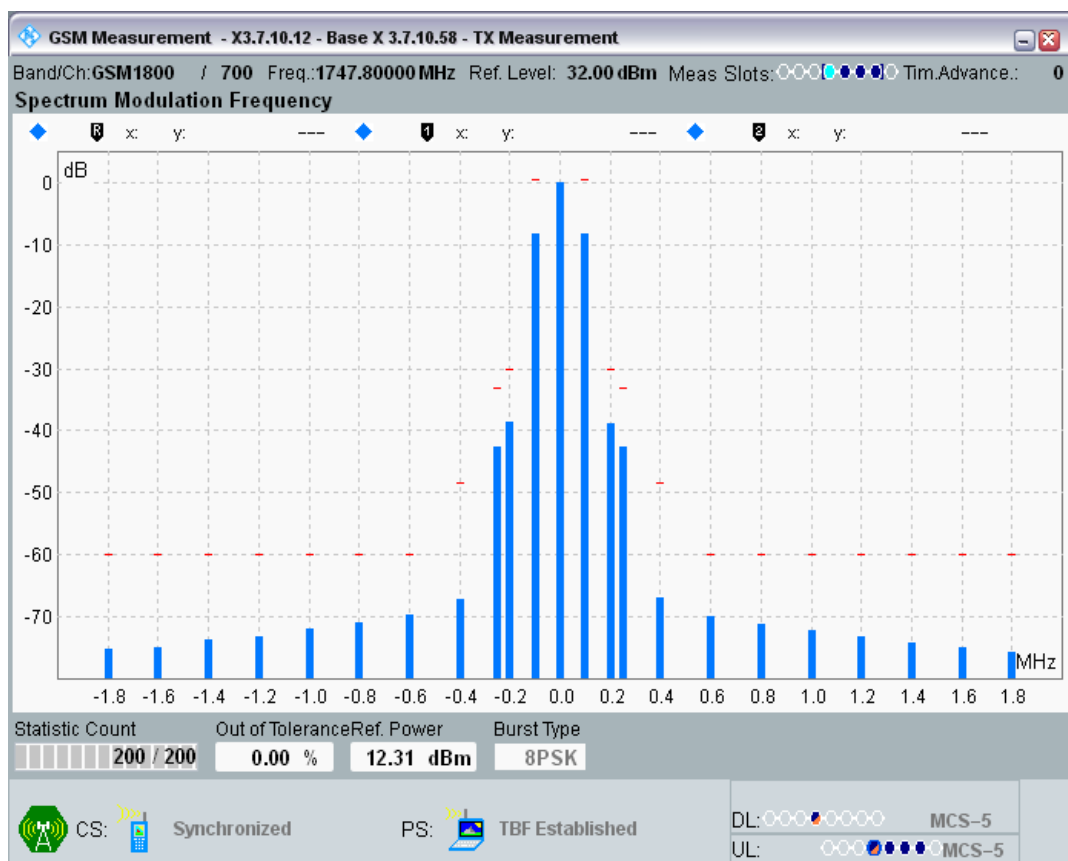 GSM Measurement - X3.7.10.12 - Base X 3.7.10.58 - TX Measurement
Band/Ch:GSM1800 / 700 Freq.:1747.80000 MHz Ref. Level: 32.00 dBm Meas Slots: Tim.Advance.: 0
Spectrum Modulation Frequency
R x: y: --- 1 x: y: --- 2 x: y: ---
dB
0
-10
-20
-30
-40
-50
-60
-70
MHz
-1.8 -1.6 -1.4 -1.2 -1.0 -0.8 -0.6 -0.4 -0.2 0.0 0.2 0.4 0.6 0.8 1.0 1.2 1.4 1.6 1.8
Statistic Count Out of Tolerance Ref. Power Burst Type
200 / 200 0.00 % 12.31 dBm 8PSK
CS: Synchronized PS: TBF Established DL: MCS-5
UL: MCS-5